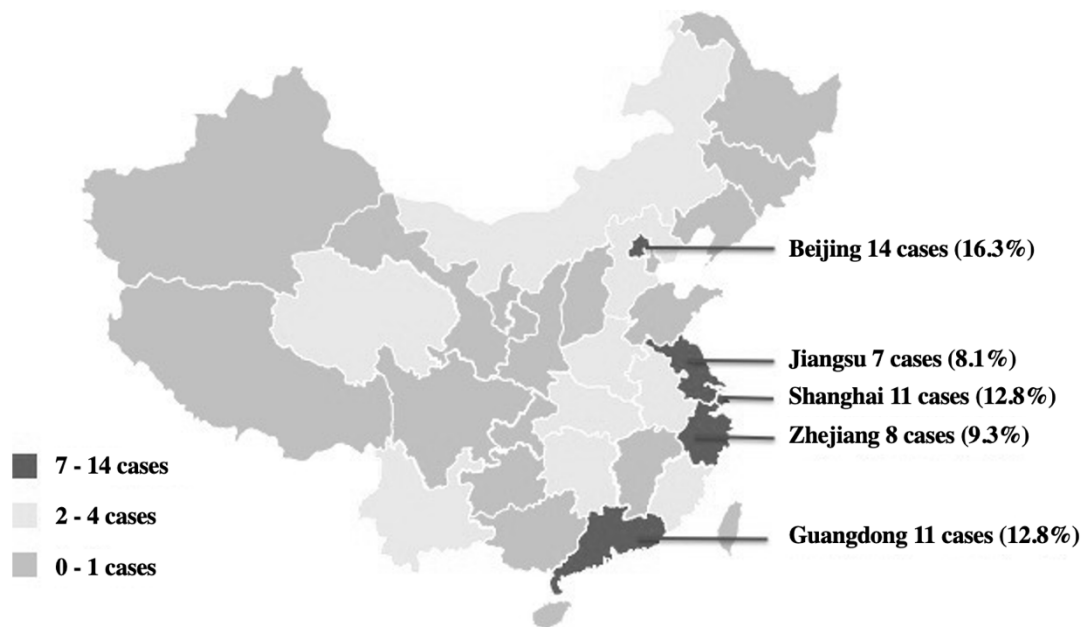 Beijing 14 cases (16.3%)
Jiangsu 7 cases (8.1%)
Shanghai 11 cases (12.8%)
Zhejiang 8 cases (9.3%)
7 - 14 cases
2 - 4 cases
Guangdong 11 cases (12.8%)
0 - 1 cases